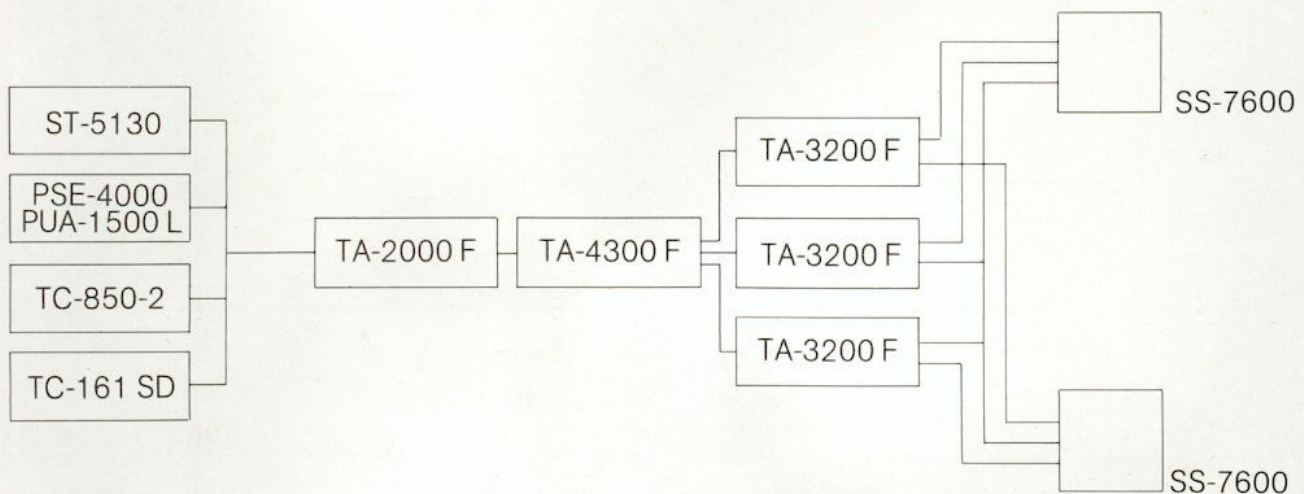 ST-5130
PSE-4000
PUA-1500 L
TC-850-2
TC-161 SD
TA-2000 F
TA-4300 F
TA-3200 F
TA-3200 F
TA-3200 F
SS-7600
SS-7600